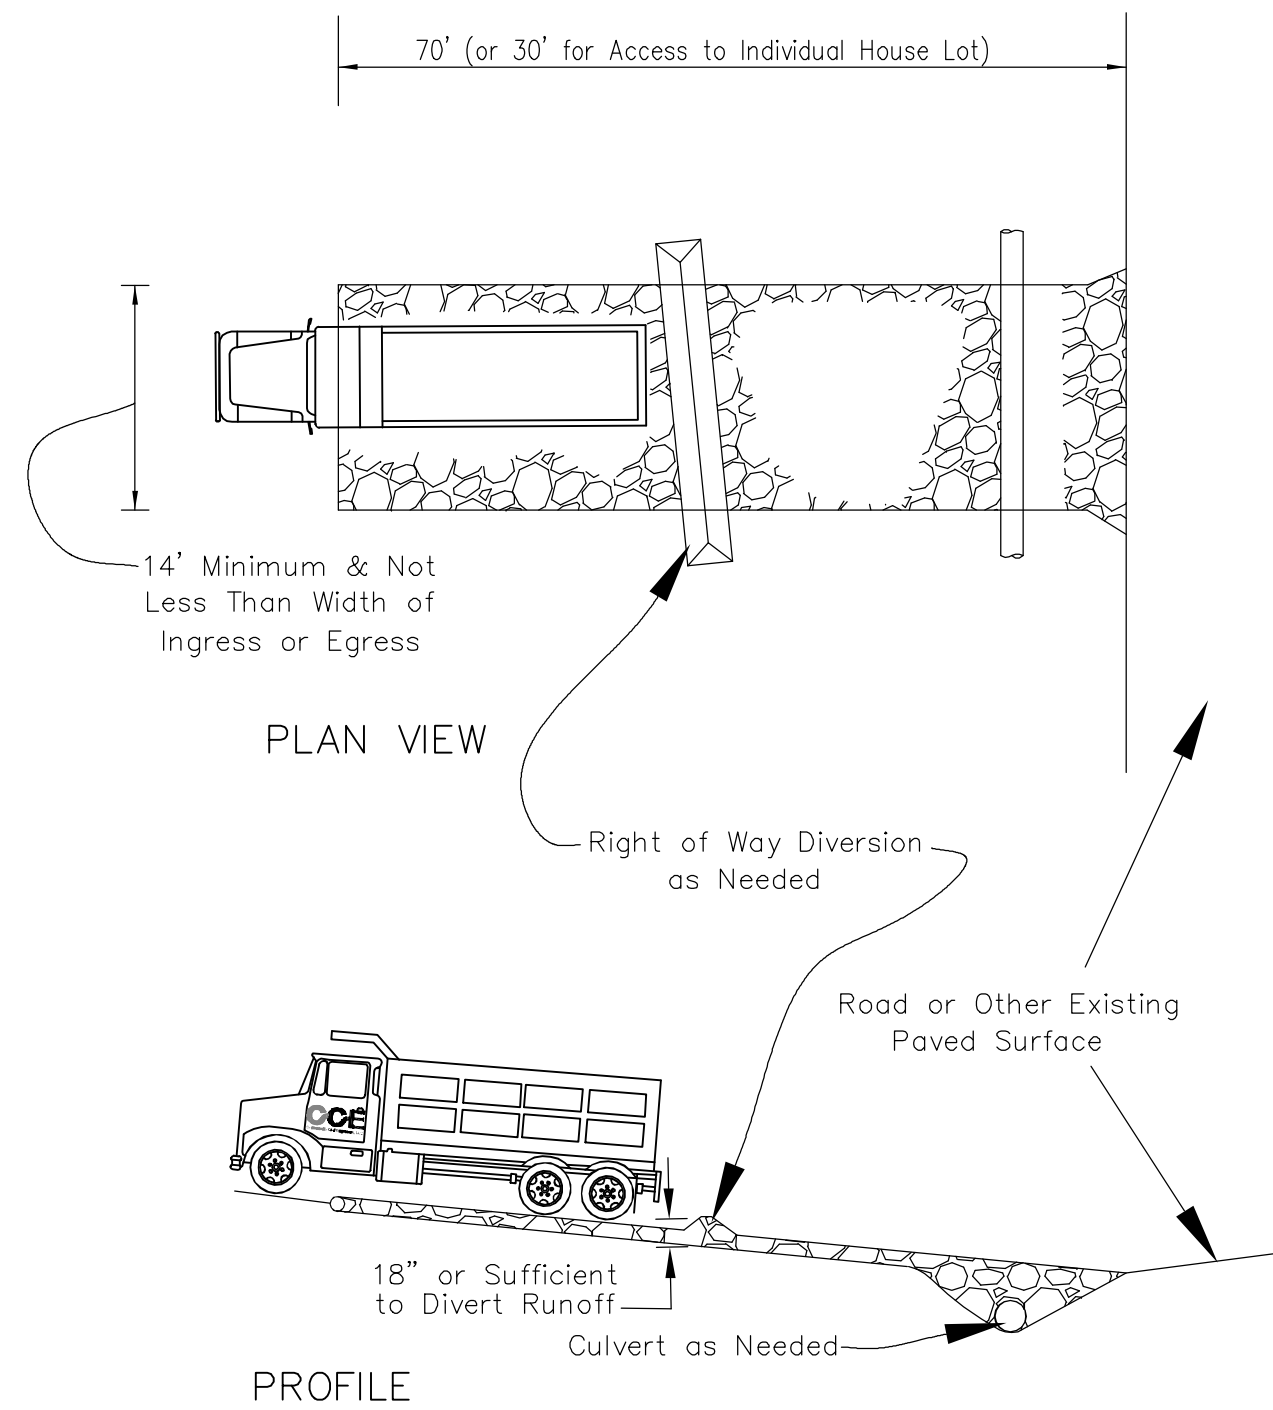 70' (or 30' for Access to Individual House Lot)
14' Minimum & Not
Less Than Width of
Ingress or Egress
PLAN VIEW
Right of Way Diversion
as Needed
Road or Other Existing
Paved Surface
CCE
18" or Sufficient
to Divert Runoff
Culvert as Needed
PROFILE